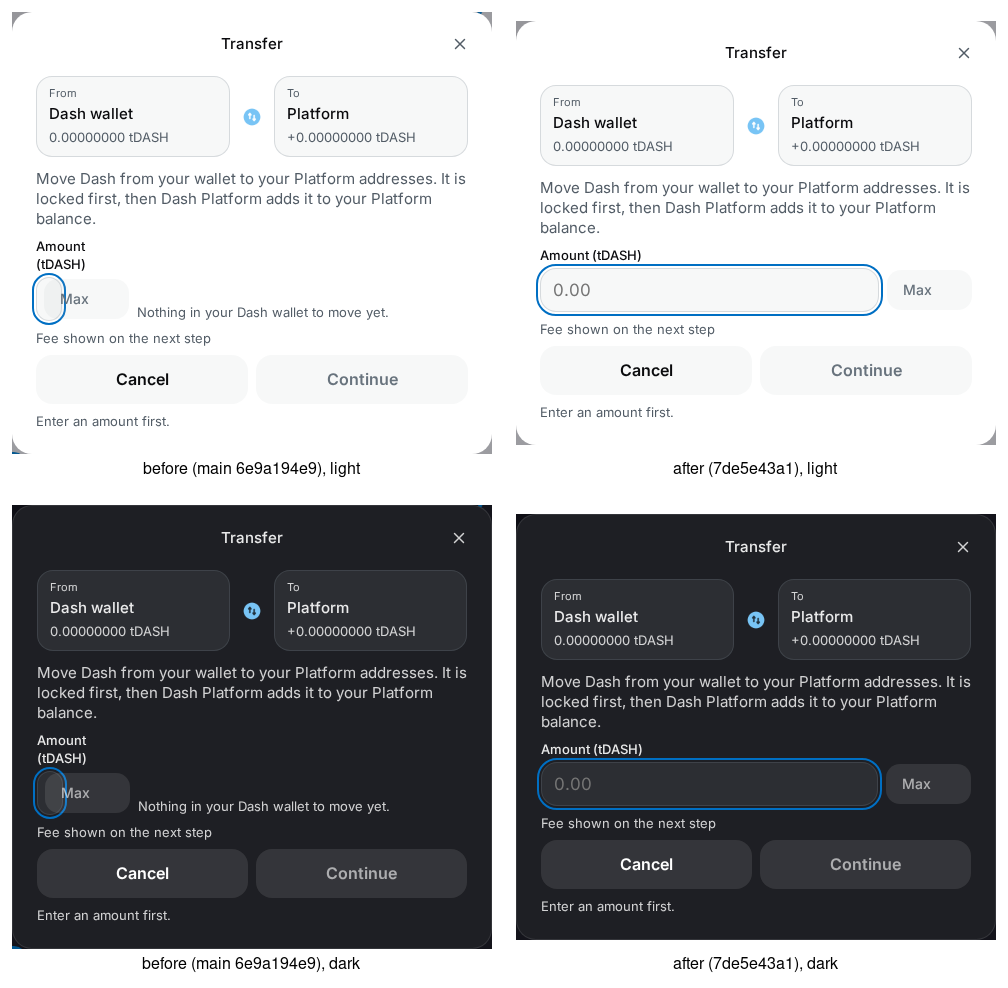 Transfer
From
Dash wallet
0.00000000 tDASH
To
Platform
+0.00000000 tDASH
Move Dash from your wallet to your Platform addresses. It is
locked first, then Dash Platform adds it to your Platform
balance.
Amount
(tDASH)
Max
Nothing in your Dash wallet to move yet.
Fee shown on the next step
Cancel
Continue
Enter an amount first.
before (main 6e9a194e9), light
Transfer
From
Dash wallet
0.00000000 tDASH
To
Platform
+0.00000000 tDASH
Move Dash from your wallet to your Platform addresses. It is
locked first, then Dash Platform adds it to your Platform
balance.
Amount (tDASH)
0.00
Max
Fee shown on the next step
Cancel
Continue
Enter an amount first.
after (7de5e43a1), light
Transfer
From
Dash wallet
0.00000000 tDASH
To
Platform
+0.00000000 tDASH
Move Dash from your wallet to your Platform addresses. It is
locked first, then Dash Platform adds it to your Platform
balance.
Amount
(tDASH)
Max
Nothing in your Dash wallet to move yet.
Fee shown on the next step
Cancel
Continue
Enter an amount first.
before (main 6e9a194e9), dark
Transfer
From
Dash wallet
0.00000000 tDASH
To
Platform
+0.00000000 tDASH
Move Dash from your wallet to your Platform addresses. It is
locked first, then Dash Platform adds it to your Platform
balance.
Amount (tDASH)
0.00
Max
Fee shown on the next step
Cancel
Continue
Enter an amount first.
after (7de5e43a1), dark